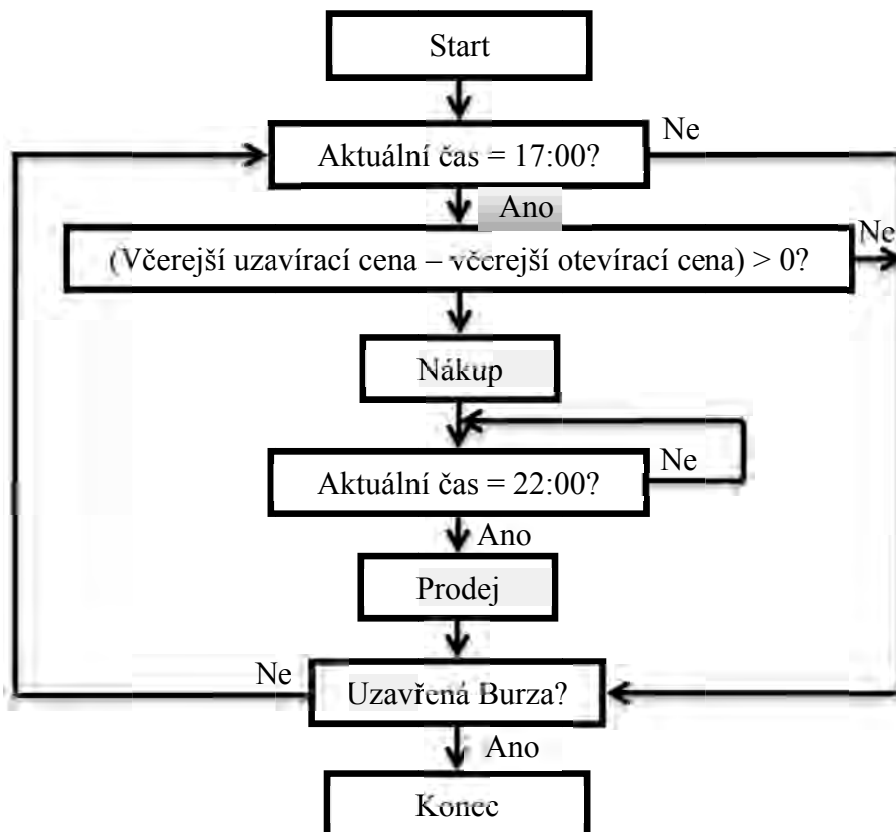 Start
Aktuální čas = 17:00?
Ne
Ano
(Včerejší uzavírací cena – včerejší otevírací cena) > 0?
Ne
Nákup
Aktuální čas = 22:00?
Ne
Ano
Prodej
Ne
Uzavřená Burza?
Ano
Konec